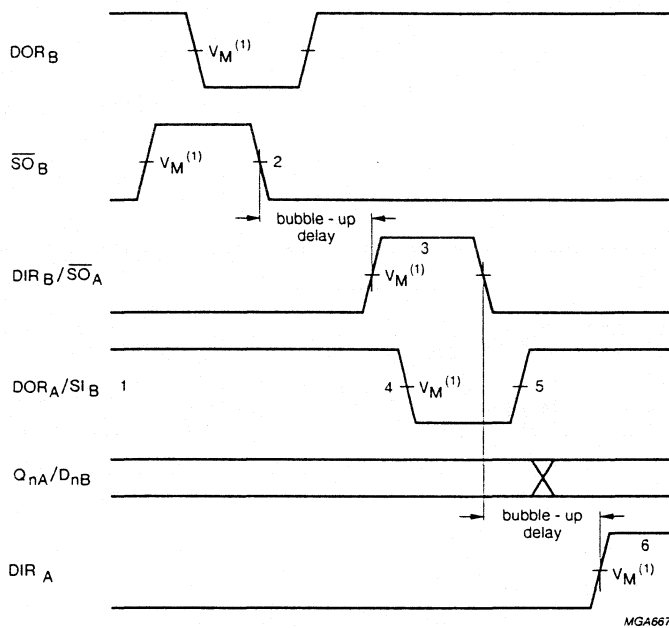 DOR B
V M (1)
SO B
V M (1)
2
bubble - up
delay
3
DIR B / SO A
V M (1)
DOR A / SI B
1
4
V M (1)
5
Q nA / D nB
bubble - up
delay
6
DIR A
V M (1)
MGA667